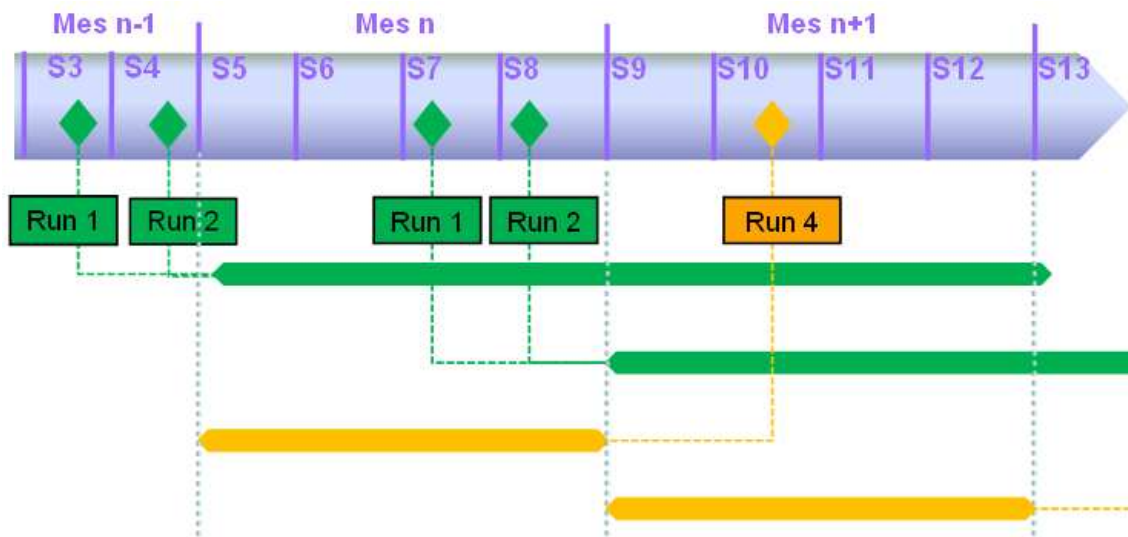 Mes n-1 Mes n Mes n+1
S3 S4 S5 S6 S7 S8 S9 S10 S11 S12 S13
Run 1 Run 2 Run 1 Run 2 Run 4